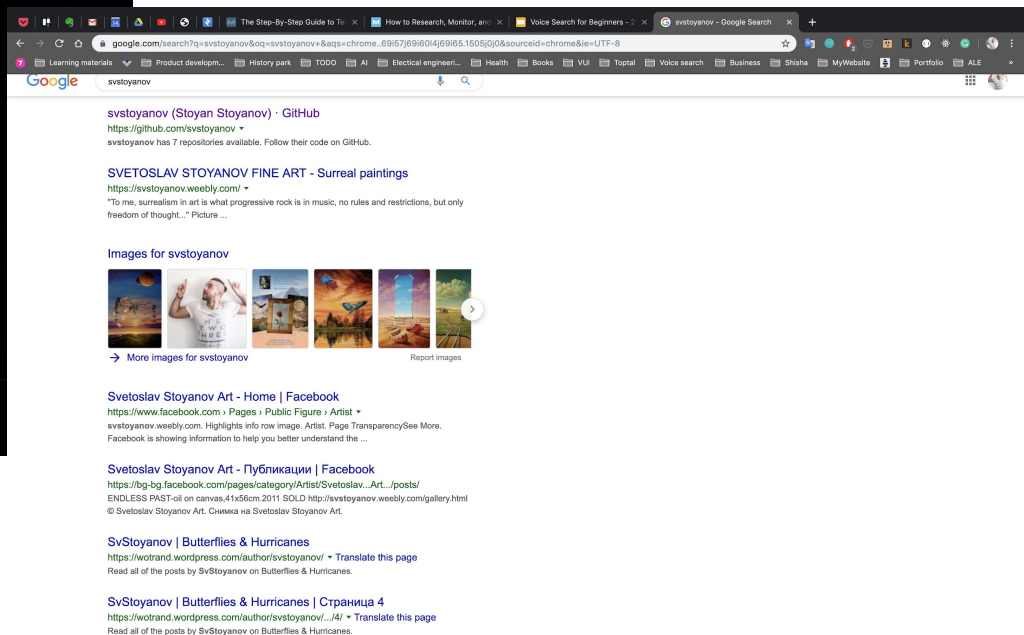 The Step-By-Step Guide to Te
How to Research, Monitor, and
Voice Search for Beginners - 2
svstoyanov - Google Search
google.com/search?q=svstoyanov&oq=svstoyanov+&aqs=chrome..69i57j69i60l4j69i65.1505j0j0&sourceid=chrome&ie=UTF-8
Learning materials
Product developm...
History park
TODO
AI
Electical engineeri...
Health
Books
VUi
Toptal
Voice search
Business
Shisha
MyWebsite
Portfolio
ALE
»
Google
svstoyanov
svstoyanov (Stoyan Stoyanov) · GitHub
https://github.com/svstoyanov
svstoyanov has 7 repositories available. Follow their code on GitHub.
SVETOSLAV STOYANOV FINE ART - Surreal paintings
https://svstoyanov.weebly.com/
"To me, surrealism in art is what progressive rock is in music, no rules and restrictions, but only
freedom of thought..." Picture ...
Images for svstoyanov
More images for svstoyanov
Report images
Svetoslav Stoyanov Art - Home | Facebook
https://www.facebook.com › Pages › Public Figure › Artist
svstoyanov.weebly.com. Highlights info row image. Artist. Page TransparencySee More.
Facebook is showing information to help you better understand the ...
Svetoslav Stoyanov Art - Публикации | Facebook
https://bg-bg.facebook.com/pages/category/Artist/Svetoslav...Art.../posts/
ENDLESS PAST-oil on canvas,41x56cm.2011 SOLD http://svstoyanov.weebly.com/gallery.html
© Svetoslav Stoyanov Art. Снимка на Svetoslav Stoyanov Art.
SvStoyanov | Butterflies & Hurricanes
https://wotrand.wordpress.com/author/svstoyanov/ Translate this page
Read all of the posts by SvStoyanov on Butterflies & Hurricanes.
SvStoyanov | Butterflies & Hurricanes | Страница 4
https://wotrand.wordpress.com/author/svstoyanov/.../4/ Translate this page
Read all of the posts by SvStoyanov on Butterflies & Hurricanes.